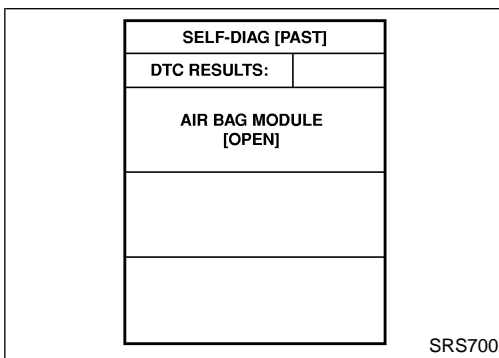 SELF-DIAG [PAST]
DTC RESULTS:
AIR BAG MODULE
[OPEN]
SRS700